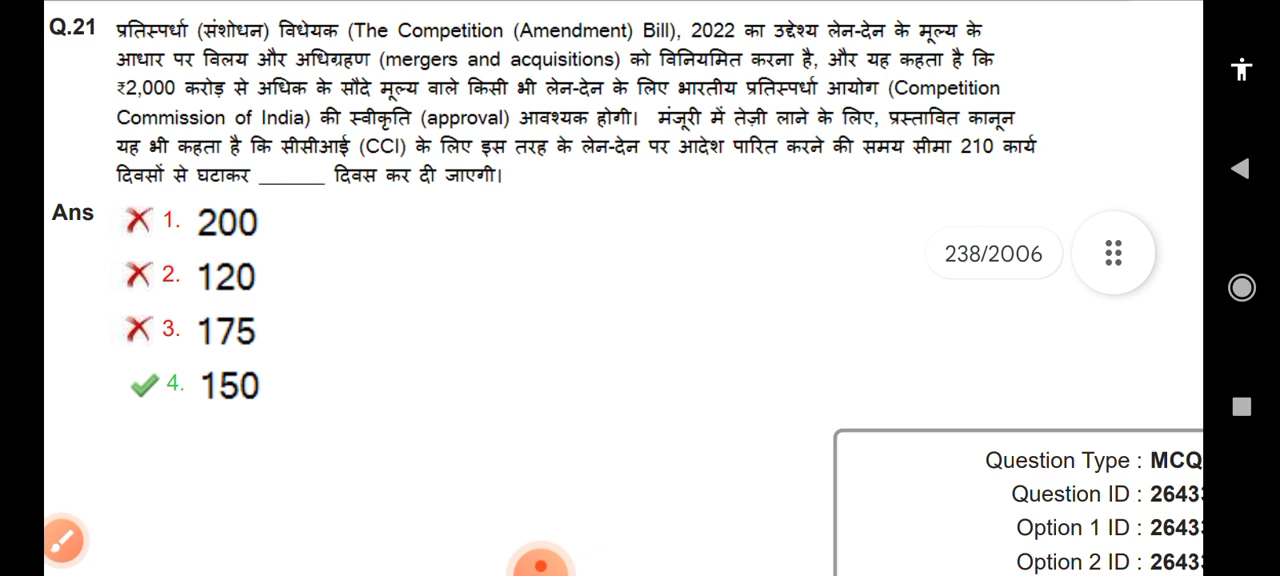 Q.21 प्रतिस्पर्धा (संशोधन) विधेयक (The Competition (Amendment) Bill), 2022 का उद्देश्य लेन-देन के मूल्य के
आधार पर विलय और अधिग्रहण (mergers and acquisitions) को विनियमित करना है, और यह कहता है कि
₹2,000 करोड़ से अधिक के सौदे मूल्य वाले किसी भी लेन-देन के लिए भारतीय प्रतिस्पर्धा आयोग (Competition
Commission of India) की स्वीकृति (approval) आवश्यक होगी। मंजूरी में तेज़ी लाने के लिए, प्रस्तावित कानून
यह भी कहता है कि सीसीआई (CCI) के लिए इस तरह के लेन-देन पर आदेश पारित करने की समय सीमा 210 कार्य
दिवसों से घटाकर ______ दिवस कर दी जाएगी।
Ans 1. 200
2. 120
3. 175
4. 150
238/2006
Question Type : MCQ
Question ID : 26433
Option 1 ID : 26433
Option 2 ID : 26433